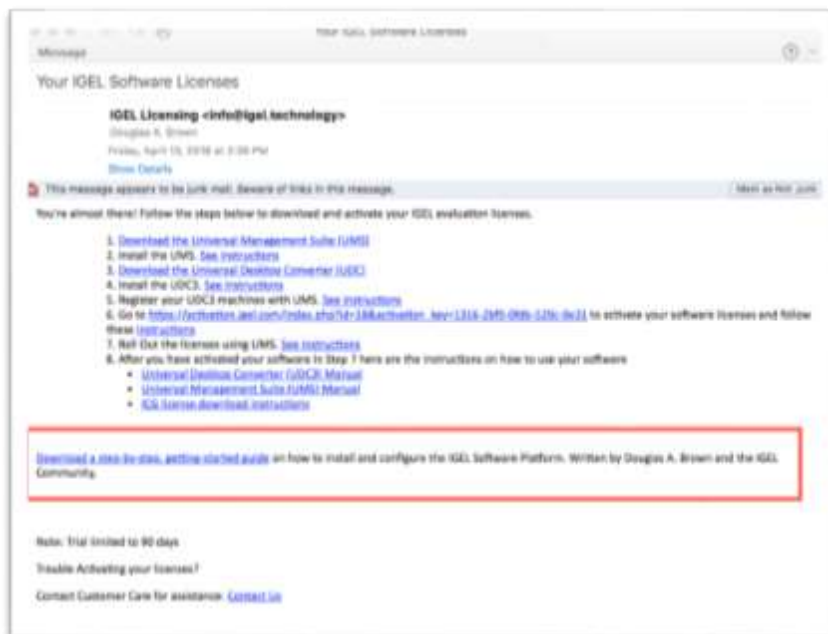 Your IGEL Software Licenses
Message
Your IGEL Software Licenses
IGEL Licensing <info@igel.technology>
Douglas A. Brown
Friday, April 13, 2018 at
Show Details
This message appears to be junk mail. Beware of links in this message. Mark as Not Junk
You're almost there! Follow the steps below to download and activate your IGEL evaluation licenses.
1. Download the Universal Management Suite (UMS)
2. Install the UMS. See instructions
3. Download the Universal Desktop Converter (UDC)
4. Install the UDC3. See instructions
5. Register your UDC3 machines with UMS. See instructions
6. Go to to activate your software licenses and follow
these instructions
7. Roll Out the licenses using UMS. See instructions
8. After you have activated your software in Step 7 here are the instructions on how to use your software
• Universal Desktop Converter (UDC3) Manual
• Universal Management Suite (UMS) Manual
• ICG license download instructions
Download a step-by-step, getting started guide on how to install and configure the IGEL Software Platform. Written by Douglas A. Brown and the IGEL
Community.
Note: Trial limited to 90 days
Trouble Activating your licenses?
Contact Customer Care for assistance: Contact Us